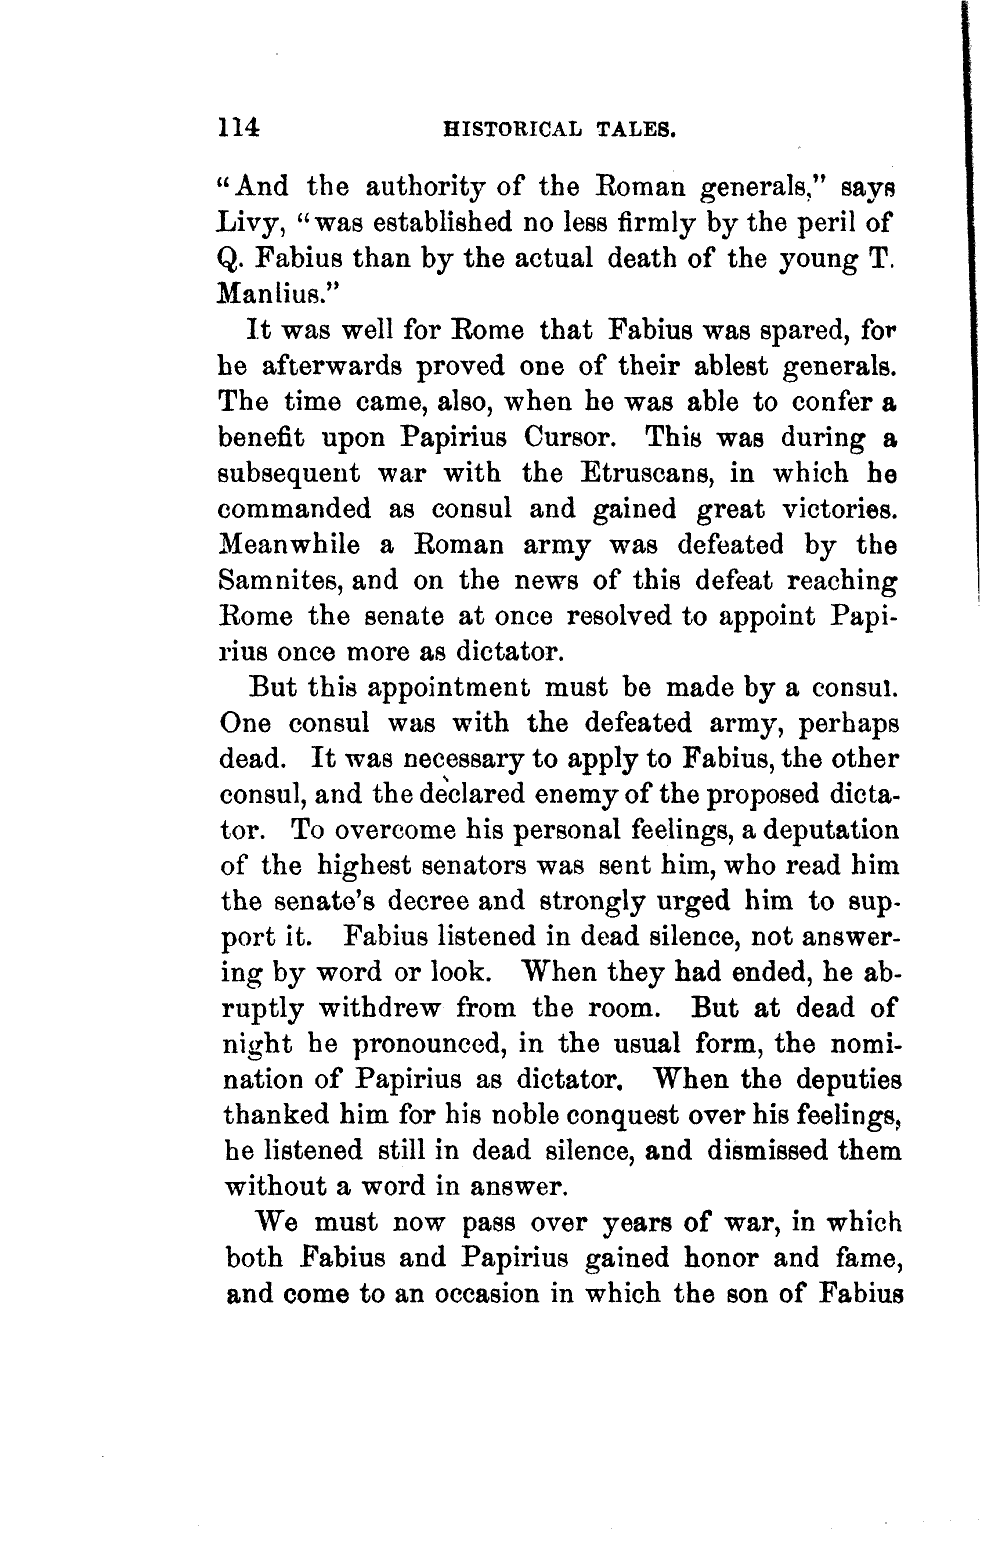 114 HISTORICAL TALES.
“And the authority of the Roman generals,” says
Livy, “was established no less firmly by the peril of
Q. Fabius than by the actual death of the young T.
Manlius.”
It was well for Rome that Fabius was spared, for
he afterwards proved one of their ablest generals.
The time came, also, when he was able to confer a
benefit upon Papirius Cursor. This was during a
subsequent war with the Etruscans, in which he
commanded as consul and gained great victories.
Meanwhile a Roman army was defeated by the
Samnites, and on the news of this defeat reaching
Rome the senate at once resolved to appoint Papi-
rius once more as dictator.
But this appointment must be made by a consul.
One consul was with the defeated army, perhaps
dead. It was necessary to apply to Fabius, the other
consul, and the declared enemy of the proposed dicta-
tor. To overcome his personal feelings, a deputation
of the highest senators was sent him, who read him
the senate’s decree and strongly urged him to sup-
port it. Fabius listened in dead silence, not answer-
ing by word or look. When they had ended, he ab-
ruptly withdrew from the room. But at dead of
night he pronounced, in the usual form, the nomi-
nation of Papirius as dictator. When the deputies
thanked him for his noble conquest over his feelings,
he listened still in dead silence, and dismissed them
without a word in answer.
We must now pass over years of war, in which
both Fabius and Papirius gained honor and fame,
and come to an occasion in which the son of Fabius